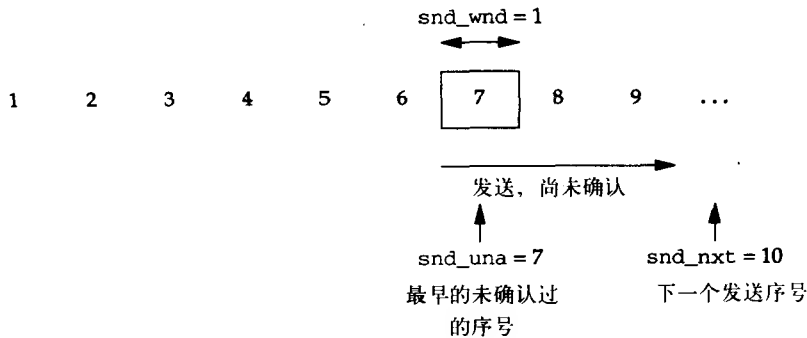 snd_wnd = 1
1 2 3 4 5 6 7 8 9 ...
发送，尚未确认
snd_una = 7 snd_nxt = 10
最早的未确认过 下一个发送序号
的序号